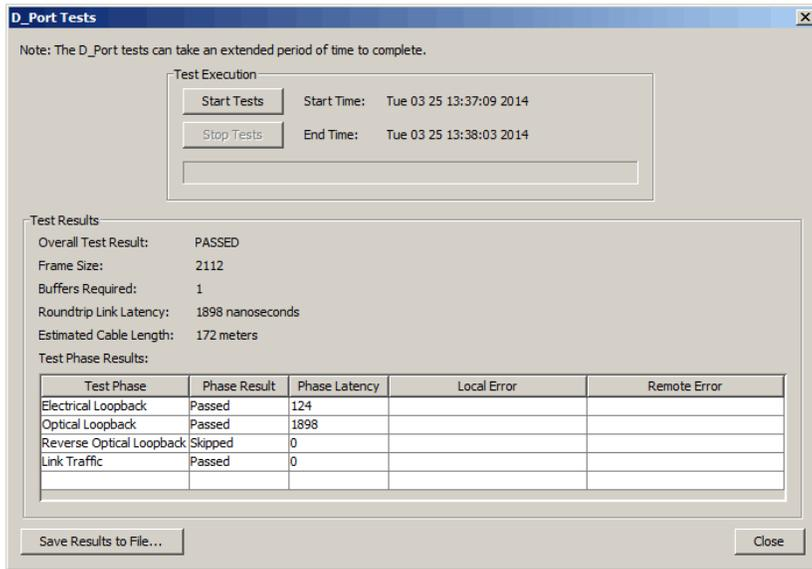 D_Port Tests
Note: The D_Port tests can take an extended period of time to complete.
Test Execution
Start Tests Start Time: Tue 03 25 13:37:09 2014
Stop Tests End Time: Tue 03 25 13:38:03 2014
Test Results
Overall Test Result: PASSED
Frame Size: 2112
Buffers Required: 1
Roundtrip Link Latency: 1898 nanoseconds
Estimated Cable Length: 172 meters
Test Phase Results:
Test Phase Phase Result Phase Latency Local Error Remote Error
Electrical Loopback Passed 124
Optical Loopback Passed 1898
Reverse Optical Loopback Skipped 0
Link Traffic Passed 0
Save Results to File... Close